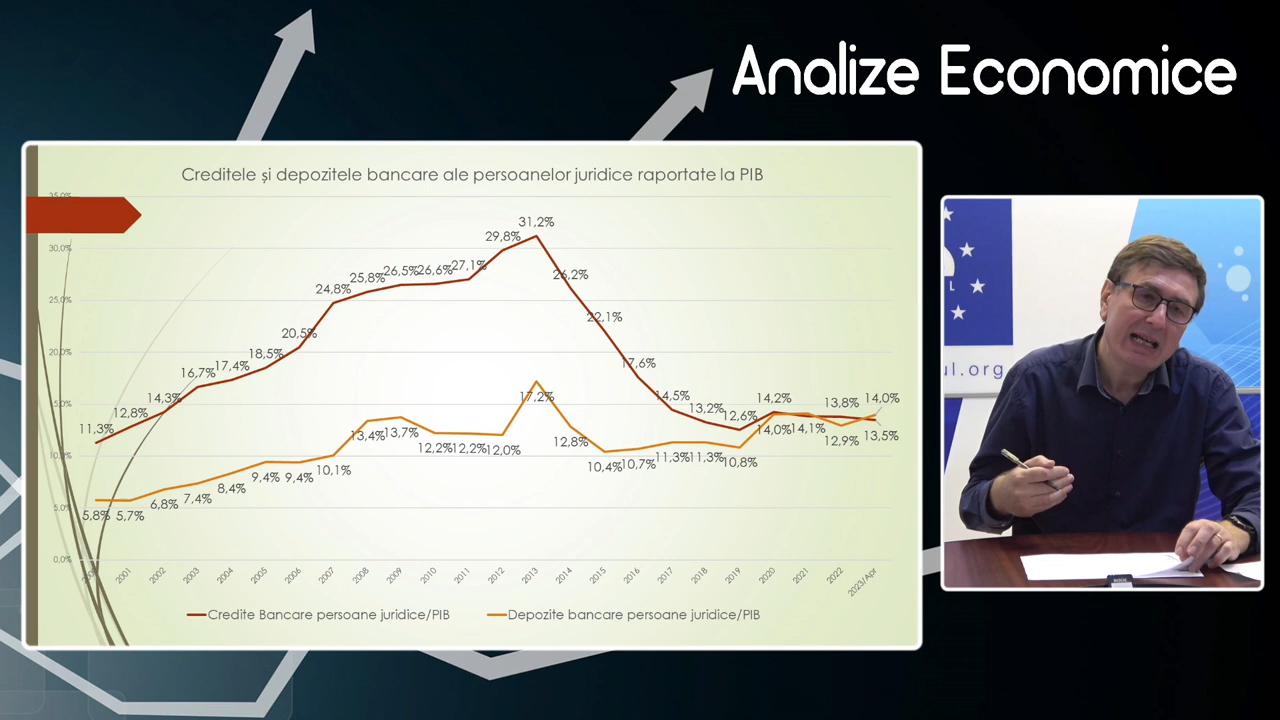 Analize Economice
Creditele și depozitele bancare ale persoanelor juridice raportate la PIB
35,0%
30,0%
25,0%
20,0%
15,0%
10,0%
5,0%
0,0%
11,3% 12,8% 14,3% 16,7% 17,4% 18,5% 20,5% 24,8% 25,8% 26,5% 26,6% 27,1% 29,8% 31,2% 26,2% 22,1% 17,6% 14,5% 13,2% 12,6% 14,2% 13,8% 13,5%
5,8% 5,7% 6,8% 7,4% 8,4% 9,4% 9,4% 10,1% 13,4% 13,7% 12,2% 12,2% 12,0% 17,2% 12,8% 10,4% 10,7% 11,3% 11,3% 10,8% 14,0% 14,1% 12,9% 14,0%
2000 2001 2002 2003 2004 2005 2006 2007 2008 2009 2010 2011 2012 2013 2014 2015 2016 2017 2018 2019 2020 2021 2022 2023/Apr
Credite Bancare persoane juridice/PIB
Depozite bancare persoane juridice/PIB
L
ul.org